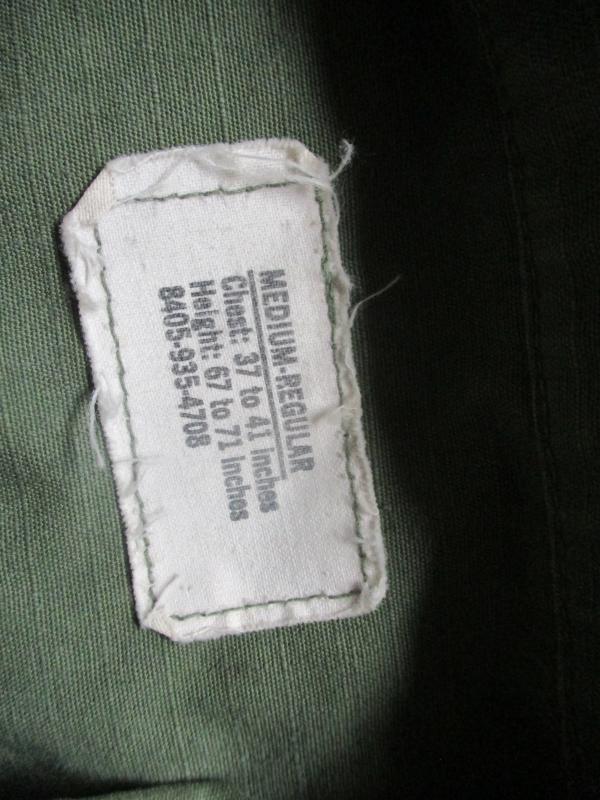 MEDIUM-REGULAR
Chest: 37 to 41 inches
Height: 67 to 71 inches
8405-935-4708